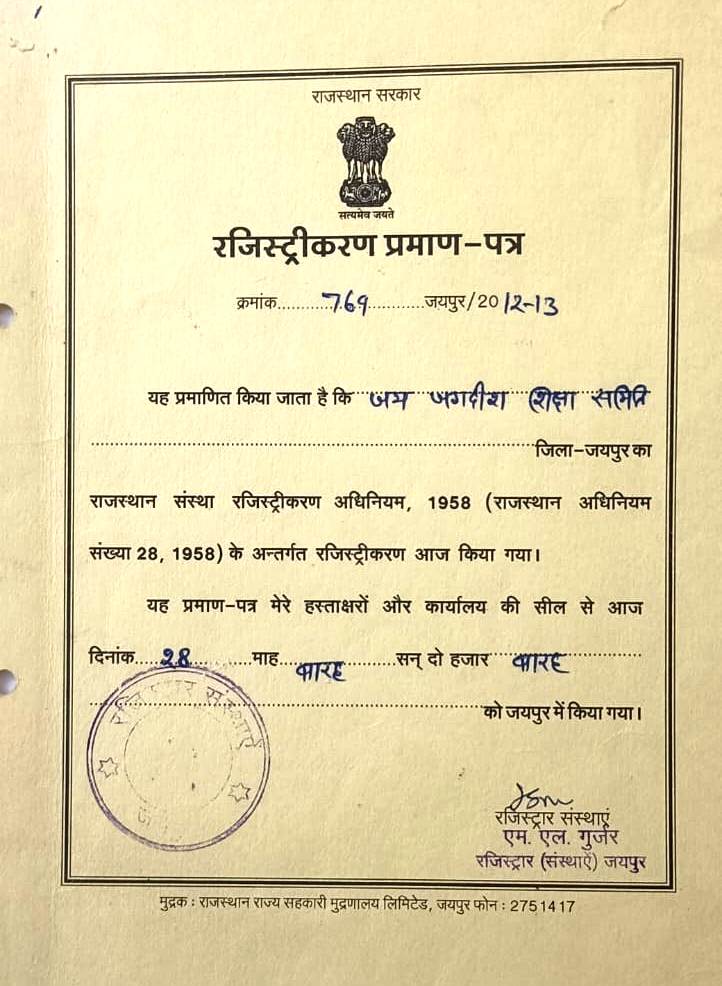 राजस्थान सरकार
सत्यमेव जयते
रजिस्ट्रीकरण प्रमाण-पत्र
क्रमांक............769............जयपुर/2012-13
यह प्रमाणित किया जाता है कि जय जगदीश शिक्षा समिति
जिला-जयपुर का
राजस्थान संस्था रजिस्ट्रीकरण अधिनियम, 1958 (राजस्थान अधिनियम
संख्या 28, 1958) के अन्तर्गत रजिस्ट्रीकरण आज किया गया।
यह प्रमाण-पत्र मेरे हस्ताक्षरों और कार्यालय की सील से आज
दिनांक.....28.........माह....बारह.........सन् दो हजार बारह
को जयपुर में किया गया।
संस्थाएँ
रजिस्ट्रार संस्थाएं
एम. एल. गुर्जर
रजिस्ट्रार (संस्थाएँ) जयपुर
मुद्रक : राजस्थान राज्य सहकारी मुद्रणालय लिमिटेड, जयपुर फोन : 2751417